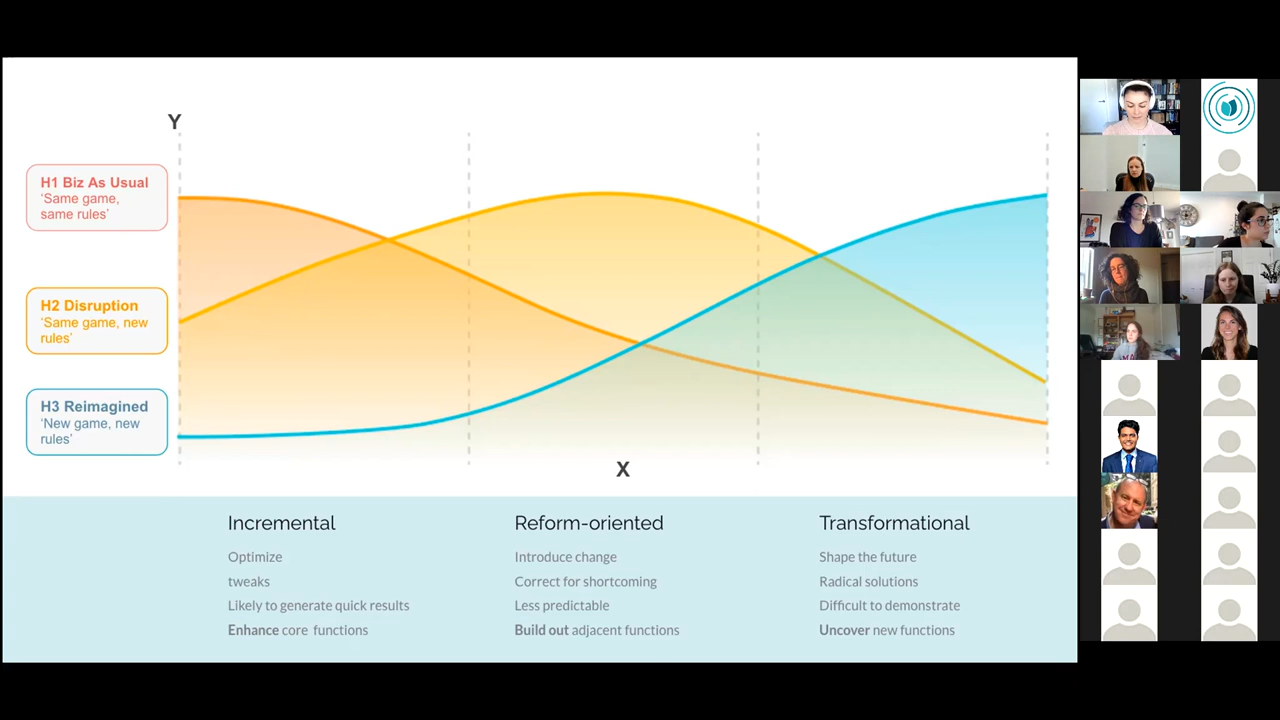 Y
H1 Biz As Usual
‘Same game,
same rules’
H2 Disruption
‘Same game, new
rules’
H3 Reimagined
‘New game, new
rules’
X
Incremental
Optimize
tweaks
Likely to generate quick results
Enhance core functions
Reform-oriented
Introduce change
Correct for shortcoming
Less predictable
Build out adjacent functions
Transformational
Shape the future
Radical solutions
Difficult to demonstrate
Uncover new functions